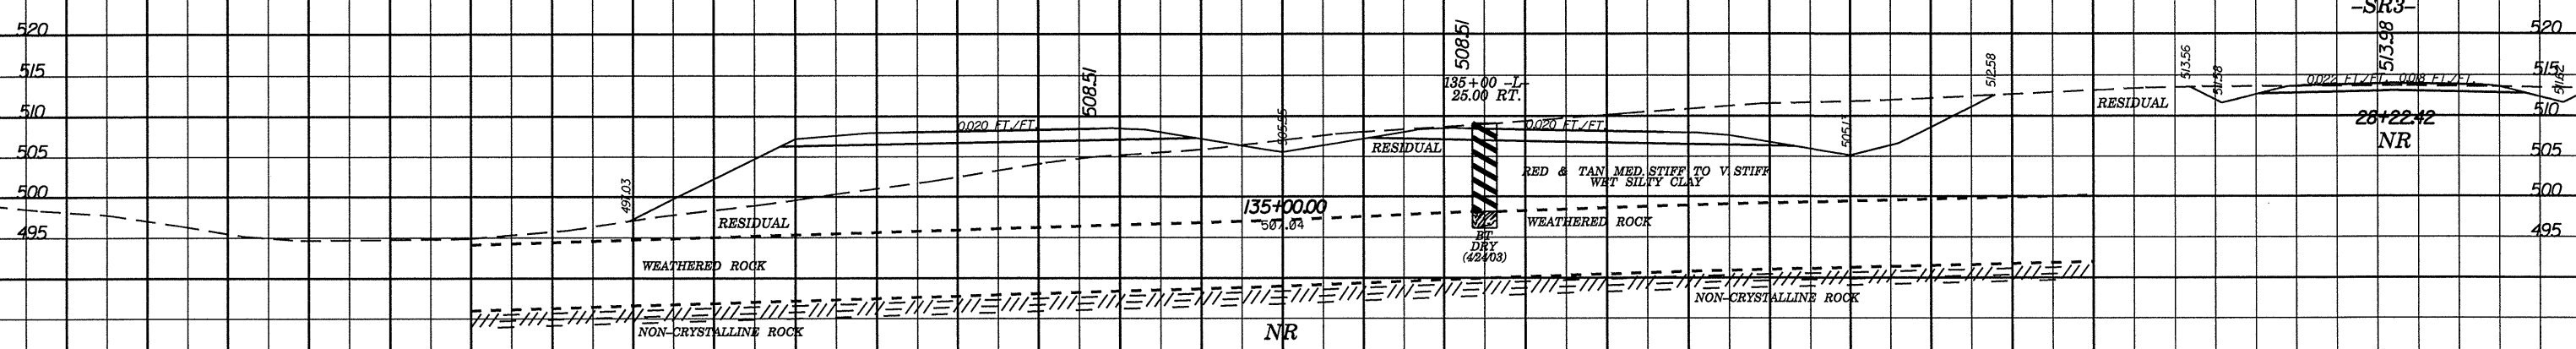 -SR3-
520
520
513.98
508.51
508.51
513.56
511.58
512.58
515
515
135+00 -L-
25.00 RT.
0.022 FT./FT. 0.018 FT./FT.
RESIDUAL
510
510
0.020 FT./FT.
0.020 FT./FT.
28+22.42
NR
505.55
RESIDUAL
505
505
RED & TAN MED. STIFF TO V. STIFF
WET SILTY CLAY
497.03
500
500
135+00.00
507.04
RESIDUAL
WEATHERED ROCK
495
495
BT
DRY
(4/24/03)
WEATHERED ROCK
NON-CRYSTALLINE ROCK
NON-CRYSTALLINE ROCK
NR